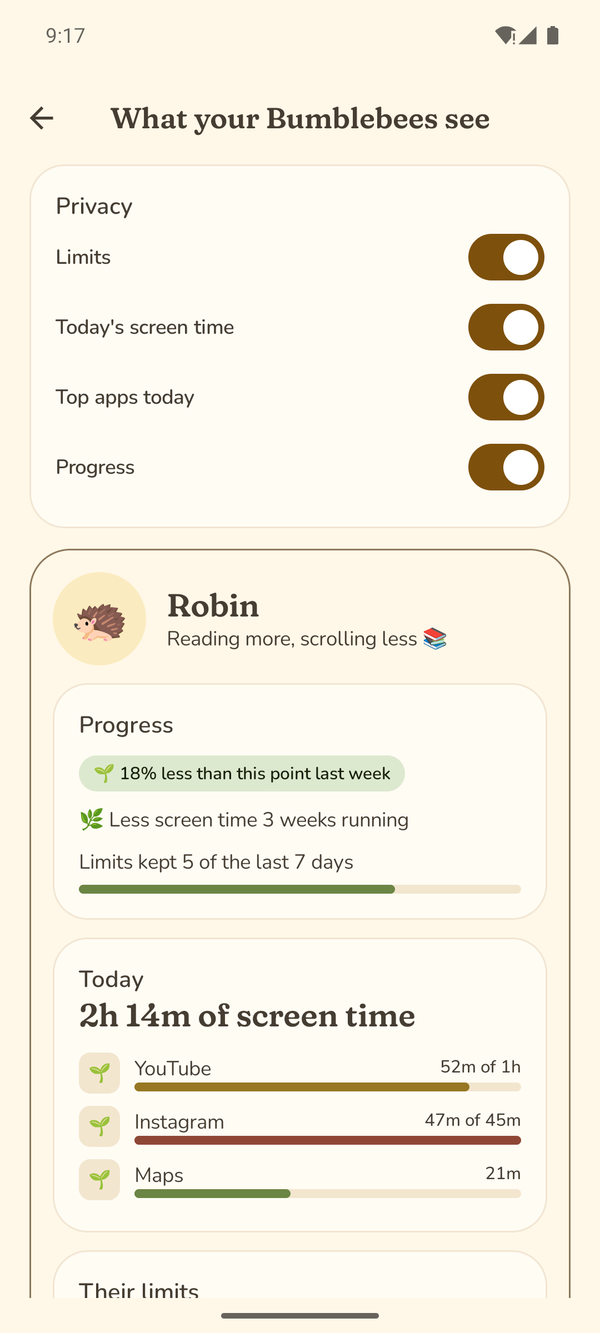 9:17
What your Bumblebees see
Privacy
Limits
Today's screen time
Top apps today
Progress
Robin
Reading more, scrolling less 📚
Progress
🌱 18% less than this point last week
🌿 Less screen time 3 weeks running
Limits kept 5 of the last 7 days
Today
2h 14m of screen time
YouTube 52m of 1h
Instagram 47m of 45m
Maps 21m
Their limits